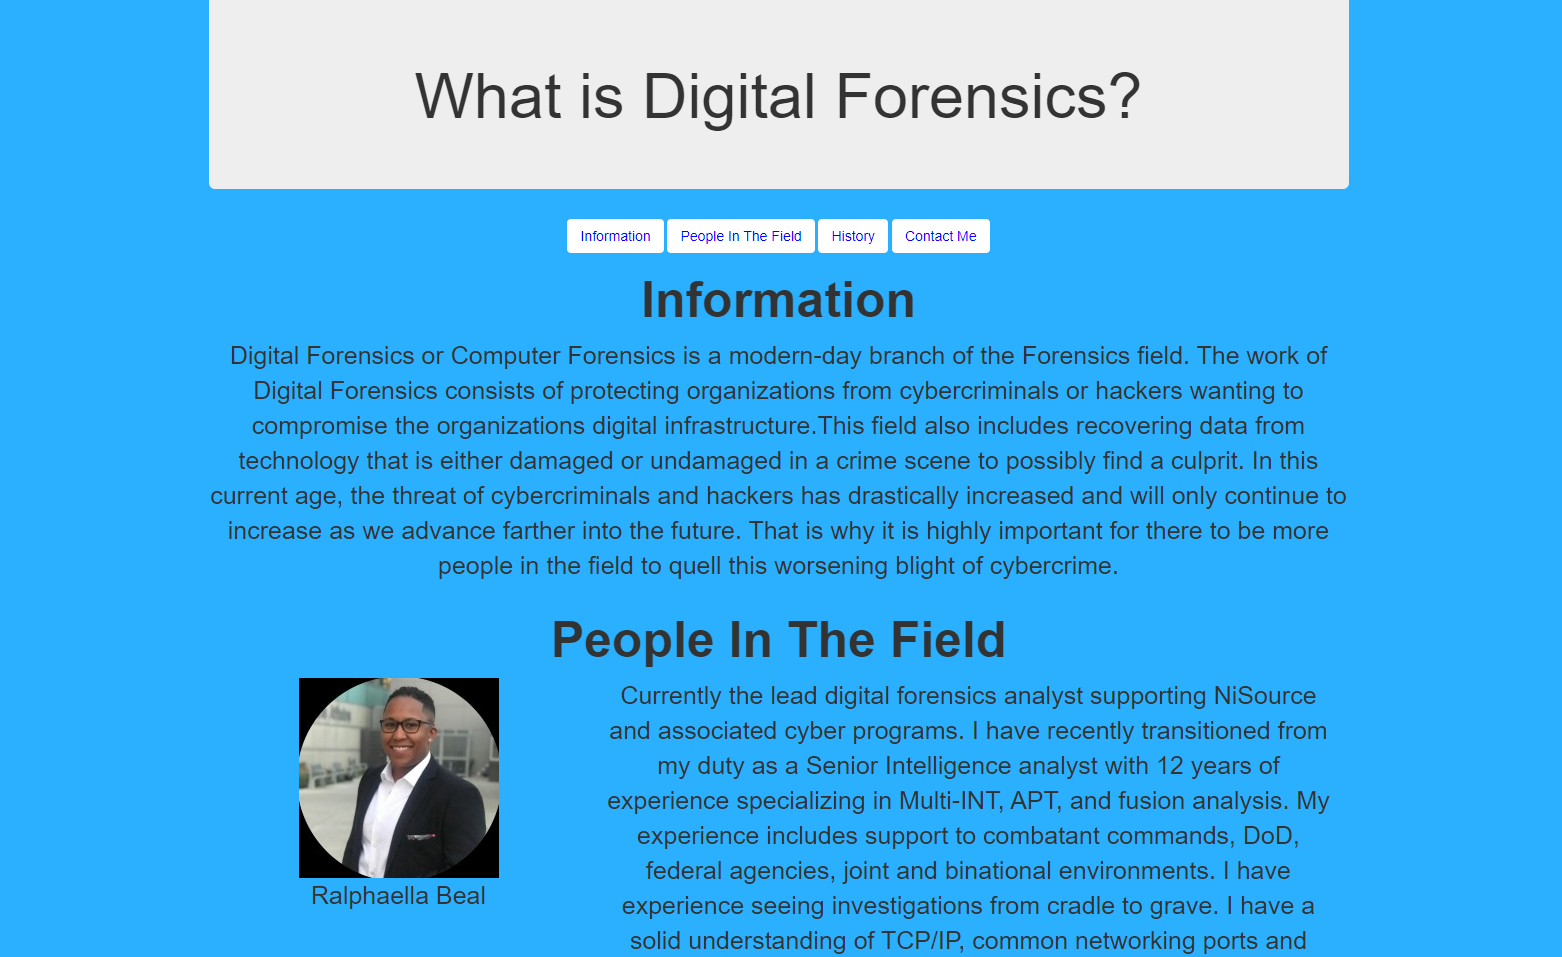 What is Digital Forensics?
Information People In The Field History Contact Me
Information
Digital Forensics or Computer Forensics is a modern-day branch of the Forensics field. The work of
Digital Forensics consists of protecting organizations from cybercriminals or hackers wanting to
compromise the organizations digital infrastructure.This field also includes recovering data from
technology that is either damaged or undamaged in a crime scene to possibly find a culprit. In this
current age, the threat of cybercriminals and hackers has drastically increased and will only continue to
increase as we advance farther into the future. That is why it is highly important for there to be more
people in the field to quell this worsening blight of cybercrime.
People In The Field
Currently the lead digital forensics analyst supporting NiSource
and associated cyber programs. I have recently transitioned from
my duty as a Senior Intelligence analyst with 12 years of
experience specializing in Multi-INT, APT, and fusion analysis. My
experience includes support to combatant commands, DoD,
federal agencies, joint and binational environments. I have
experience seeing investigations from cradle to grave. I have a
solid understanding of TCP/IP, common networking ports and
Ralphaella Beal